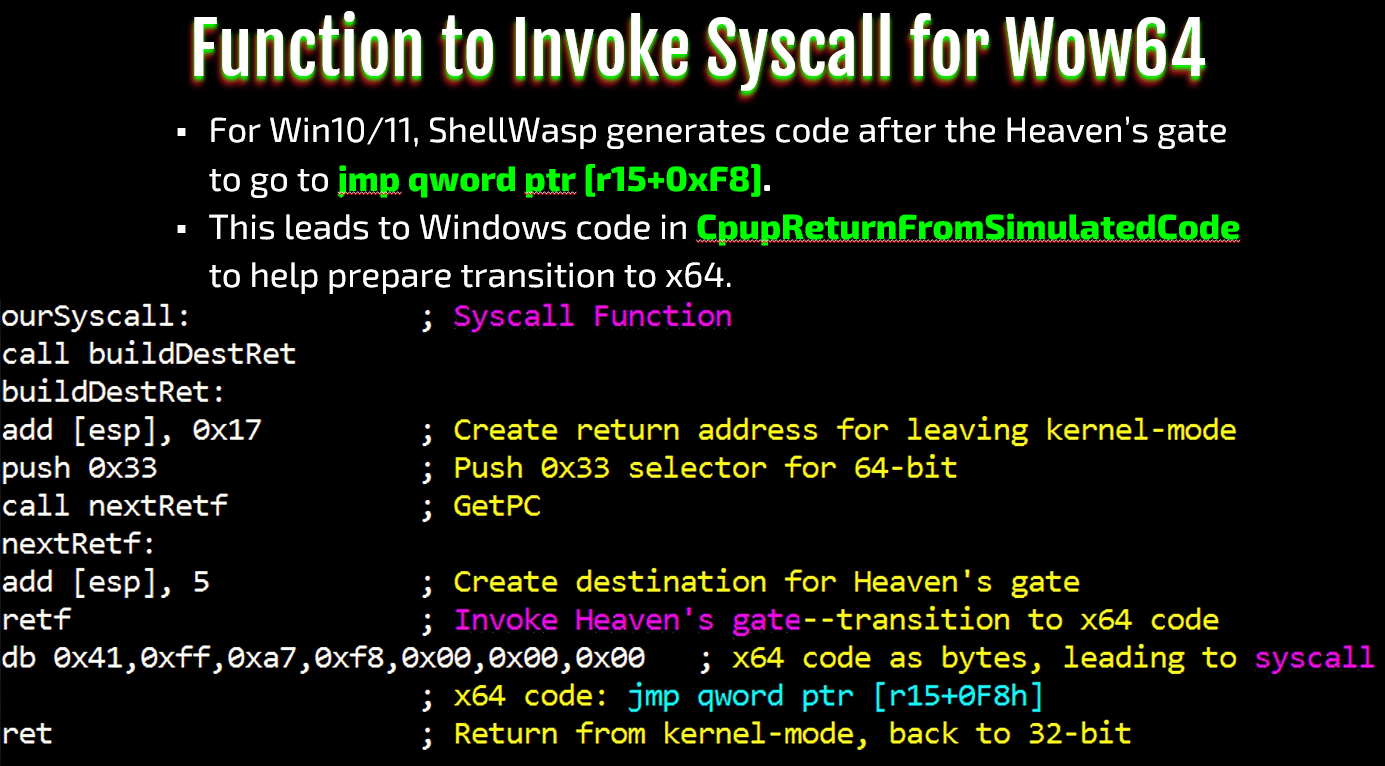 Function to Invoke Syscall for Wow64
▪ For Win10/11, ShellWasp generates code after the Heaven’s gate
to go to jmp qword ptr [r15+0xF8].
▪ This leads to Windows code in CpupReturnFromSimulatedCode
to help prepare transition to x64.
ourSyscall: ; Syscall Function
call buildDestRet
buildDestRet:
add [esp], 0x17 ; Create return address for leaving kernel-mode
push 0x33 ; Push 0x33 selector for 64-bit
call nextRetf ; GetPC
nextRetf:
add [esp], 5 ; Create destination for Heaven's gate
retf ; Invoke Heaven's gate--transition to x64 code
db 0x41,0xff,0xa7,0xf8,0x00,0x00,0x00 ; x64 code as bytes, leading to syscall
; x64 code: jmp qword ptr [r15+0F8h]
ret ; Return from kernel-mode, back to 32-bit